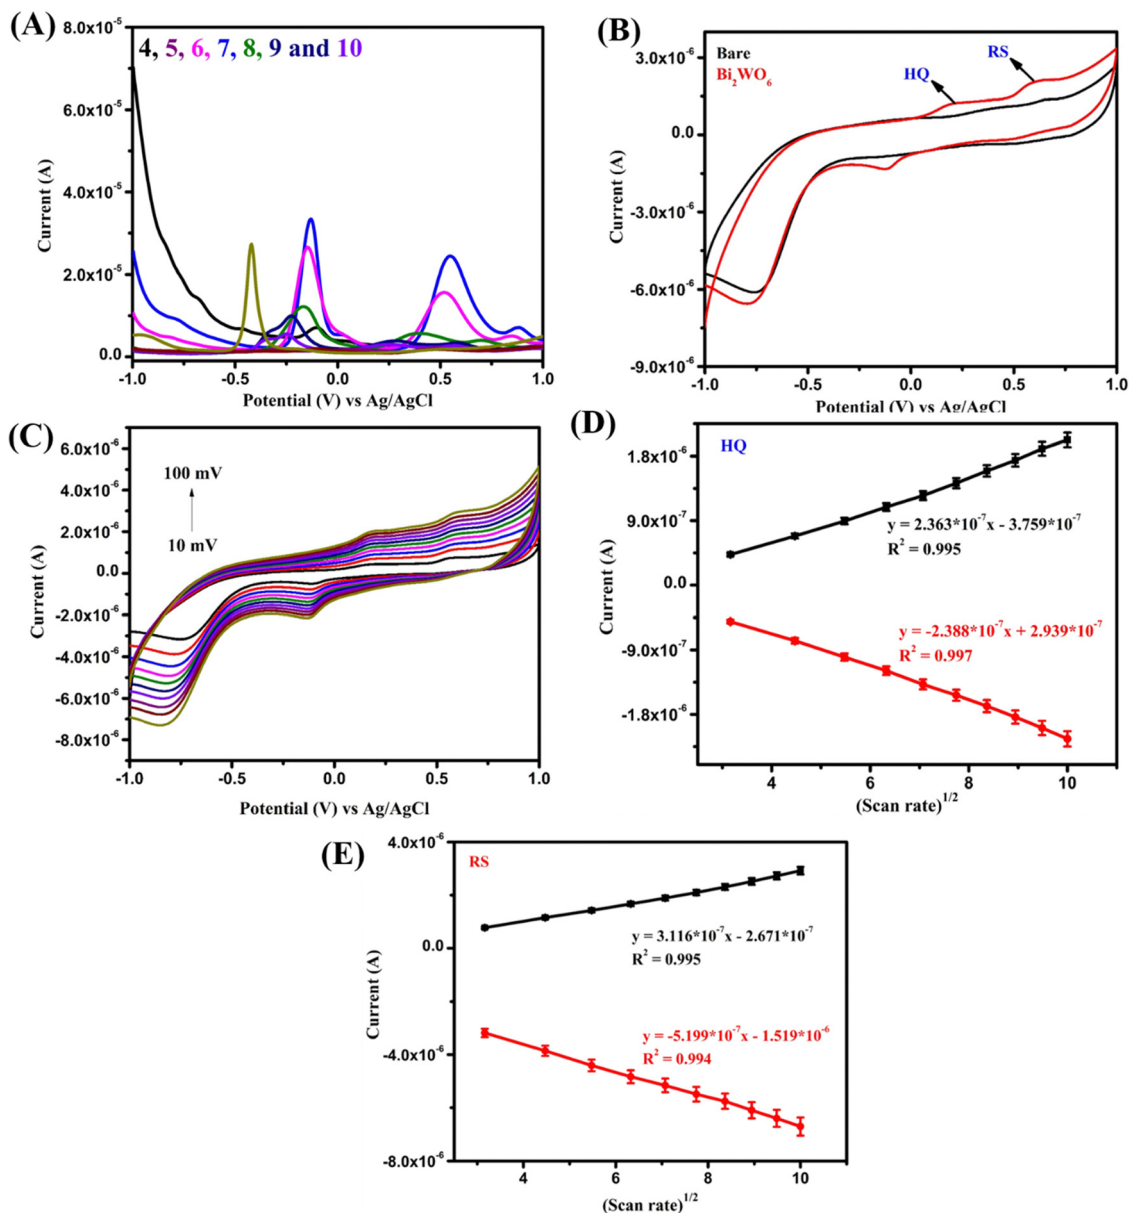 (A)
4, 5, 6, 7, 8, 9 and 10
8.0x10⁻⁵
6.0x10⁻⁵
4.0x10⁻⁵
2.0x10⁻⁵
0.0
Current (A)
-1.0 -0.5 0.0 0.5 1.0
Potential (V) vs Ag/AgCl
(B)
Bare
Bi₂WO₆
HQ
RS
3.0x10⁻⁶
0.0
-3.0x10⁻⁶
-6.0x10⁻⁶
-9.0x10⁻⁶
Current (A)
-1.0 -0.5 0.0 0.5 1.0
Potential (V) vs Ag/AgCl
(C)
100 mV
10 mV
6.0x10⁻⁶
4.0x10⁻⁶
2.0x10⁻⁶
0.0
-2.0x10⁻⁶
-4.0x10⁻⁶
-6.0x10⁻⁶
-8.0x10⁻⁶
Current (A)
-1.0 -0.5 0.0 0.5 1.0
Potential (V) vs Ag/AgCl
(D)
HQ
1.8x10⁻⁶
9.0x10⁻⁷
0.0
-9.0x10⁻⁷
-1.8x10⁻⁶
Current (A)
y = 2.363*10⁻⁷x - 3.759*10⁻⁷
R² = 0.995
y = -2.388*10⁻⁷x + 2.939*10⁻⁷
R² = 0.997
4 6 8 10
(Scan rate)¹/²
(E)
RS
4.0x10⁻⁶
0.0
-4.0x10⁻⁶
-8.0x10⁻⁶
Current (A)
y = 3.116*10⁻⁷x - 2.671*10⁻⁷
R² = 0.995
y = -5.199*10⁻⁷x - 1.519*10⁻⁶
R² = 0.994
4 6 8 10
(Scan rate)¹/²